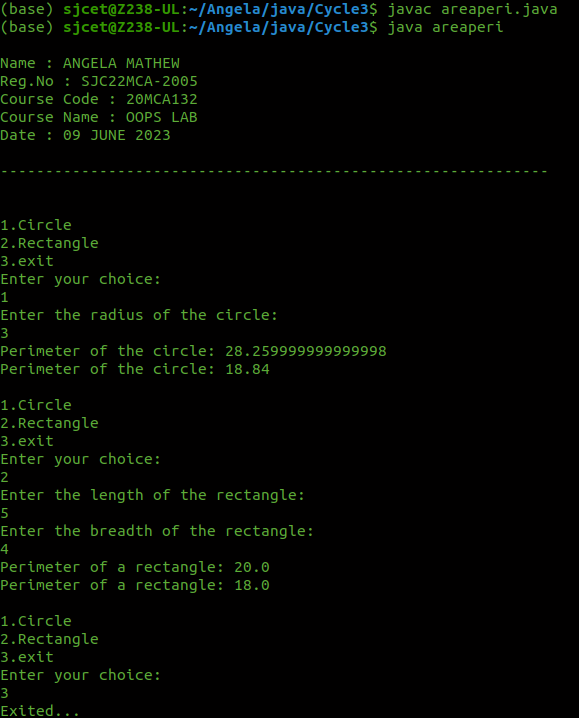 (base) sjcet@Z238-UL:~/Angela/java/Cycle3$ javac areaperi.java
(base) sjcet@Z238-UL:~/Angela/java/Cycle3$ java areaperi
Name : ANGELA MATHEW
Reg.No : SJC22MCA-2005
Course Code : 20MCA132
Course Name : OOPS LAB
Date : 09 JUNE 2023
-------------------------------------------------------------
1.Circle
2.Rectangle
3.exit
Enter your choice:
1
Enter the radius of the circle:
3
Perimeter of the circle: 28.259999999999998
Perimeter of the circle: 18.84
1.Circle
2.Rectangle
3.exit
Enter your choice:
2
Enter the length of the rectangle:
5
Enter the breadth of the rectangle:
4
Perimeter of a rectangle: 20.0
Perimeter of a rectangle: 18.0
1.Circle
2.Rectangle
3.exit
Enter your choice:
3
Exited...